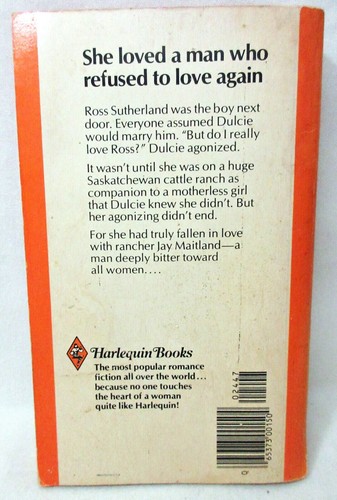 She loved a man who
refused to love again
Ross Sutherland was the boy next
door. Everyone assumed Dulcie
would marry him. "But do I really
love Ross?" Dulcie agonized.
It wasn't until she was on a huge
Saskatchewan cattle ranch as
companion to a motherless girl
that Dulcie knew she didn't. But
her agonizing didn't end.
For she had truly fallen in love
with rancher Jay Maitland—a
man deeply bitter toward
all women....
Harlequin Books
The most popular romance
fiction all over the world...
because no one touches
the heart of a woman
quite like Harlequin!
02447
65373 00150
CF